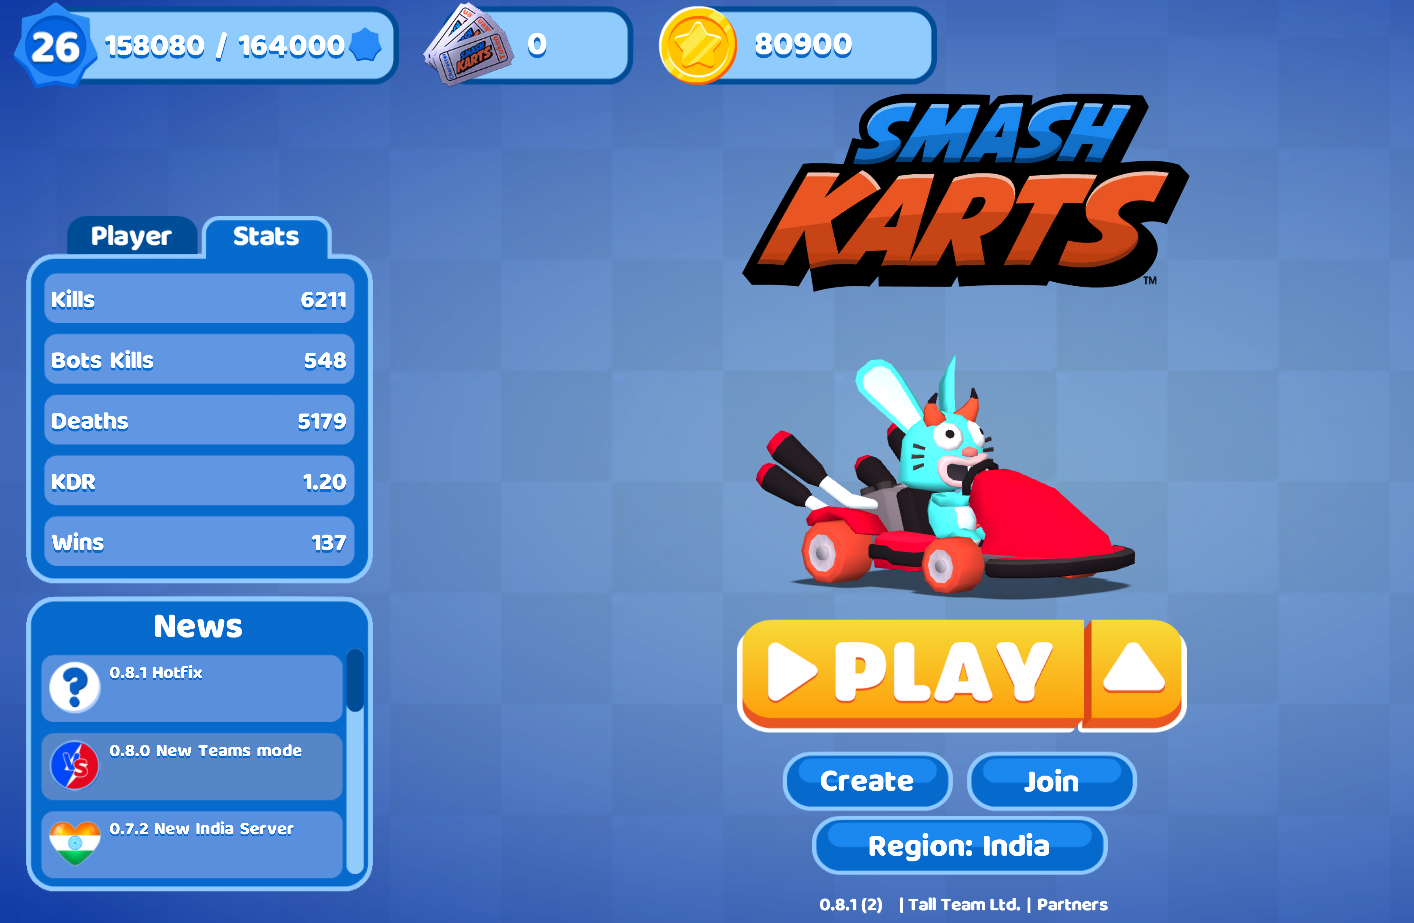 26 158080 / 164000 0 80900
SMASH
KARTS
TM
Player Stats
Kills 6211
Bots Kills 548
Deaths 5179
KDR 1.20
Wins 137
News
0.8.1 Hotfix
VS 0.8.0 New Teams mode
0.7.2 New India Server
PLAY
Create Join
Region: India
0.8.1 (2) | Tall Team Ltd. | Partners